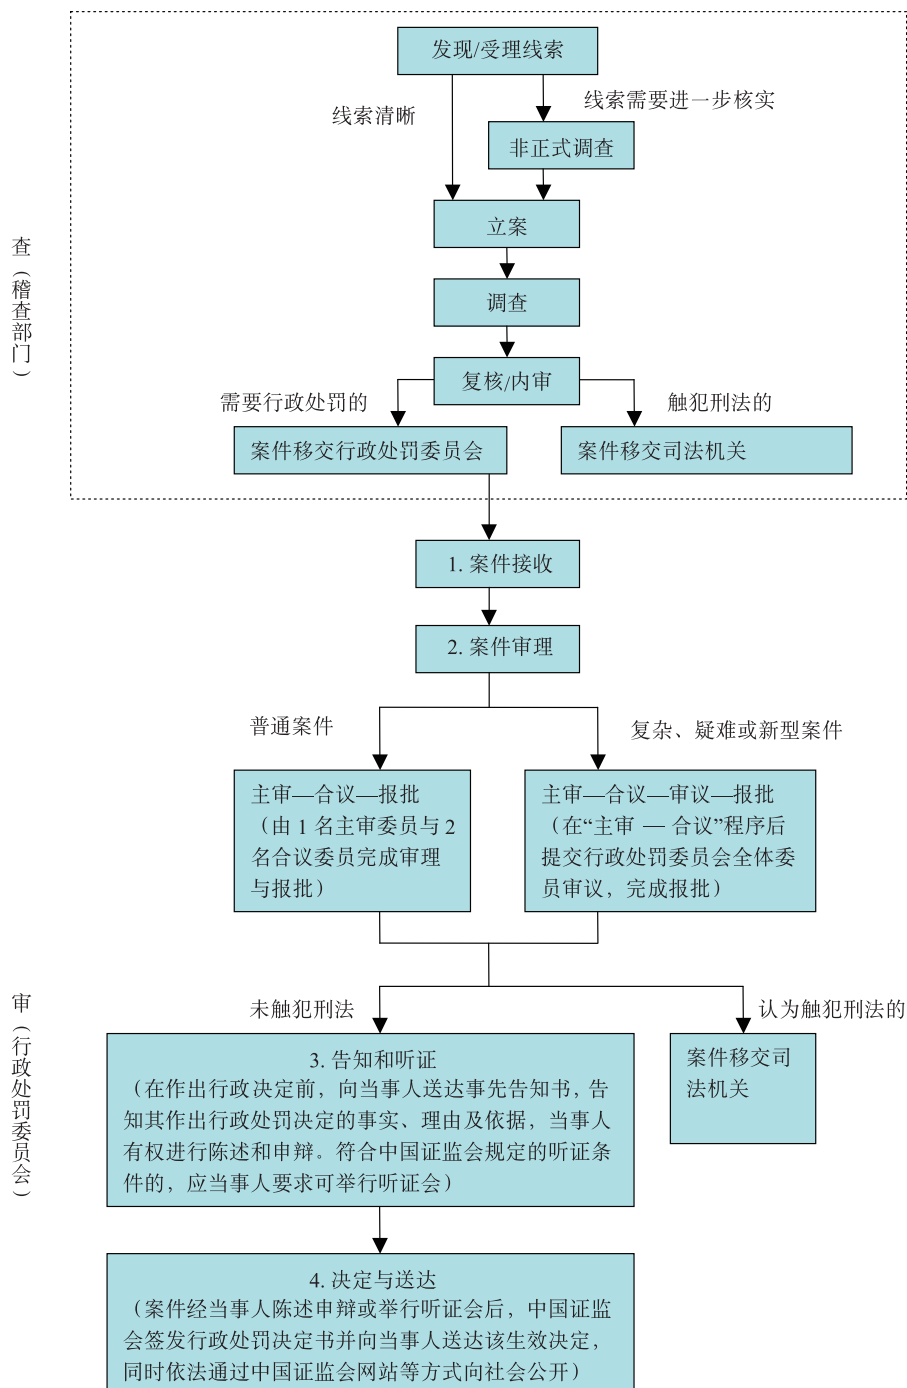 发现/受理线索
线索清晰
线索需要进一步核实
非正式调查
立案
查（稽查部门）
调查
复核/内审
需要行政处罚的
触犯刑法的
案件移交行政处罚委员会
案件移交司法机关
1. 案件接收
2. 案件审理
普通案件
复杂、疑难或新型案件
主审—合议—报批
（由 1 名主审委员与 2
名合议委员完成审理
与报批）
主审—合议—审议—报批
（在“主审 — 合议”程序后
提交行政处罚委员会全体委
员审议，完成报批）
审（行政处罚委员会）
未触犯刑法
认为触犯刑法的
3. 告知和听证
（在作出行政决定前，向当事人送达事先告知书，告
知其作出行政处罚决定的事实、理由及依据，当事人
有权进行陈述和申辩。符合中国证监会规定的听证条
件的，应当事人要求可举行听证会）
案件移交司
法机关
4. 决定与送达
（案件经当事人陈述申辩或举行听证会后，中国证监
会签发行政处罚决定书并向当事人送达该生效决定，
同时依法通过中国证监会网站等方式向社会公开）